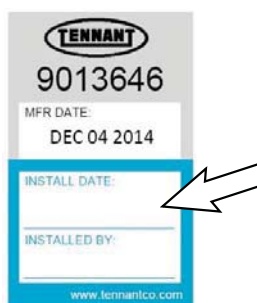 TENNANT
9013646
MFR DATE:
DEC 04 2014
INSTALL DATE:
INSTALLED BY:
www.tennantco.com